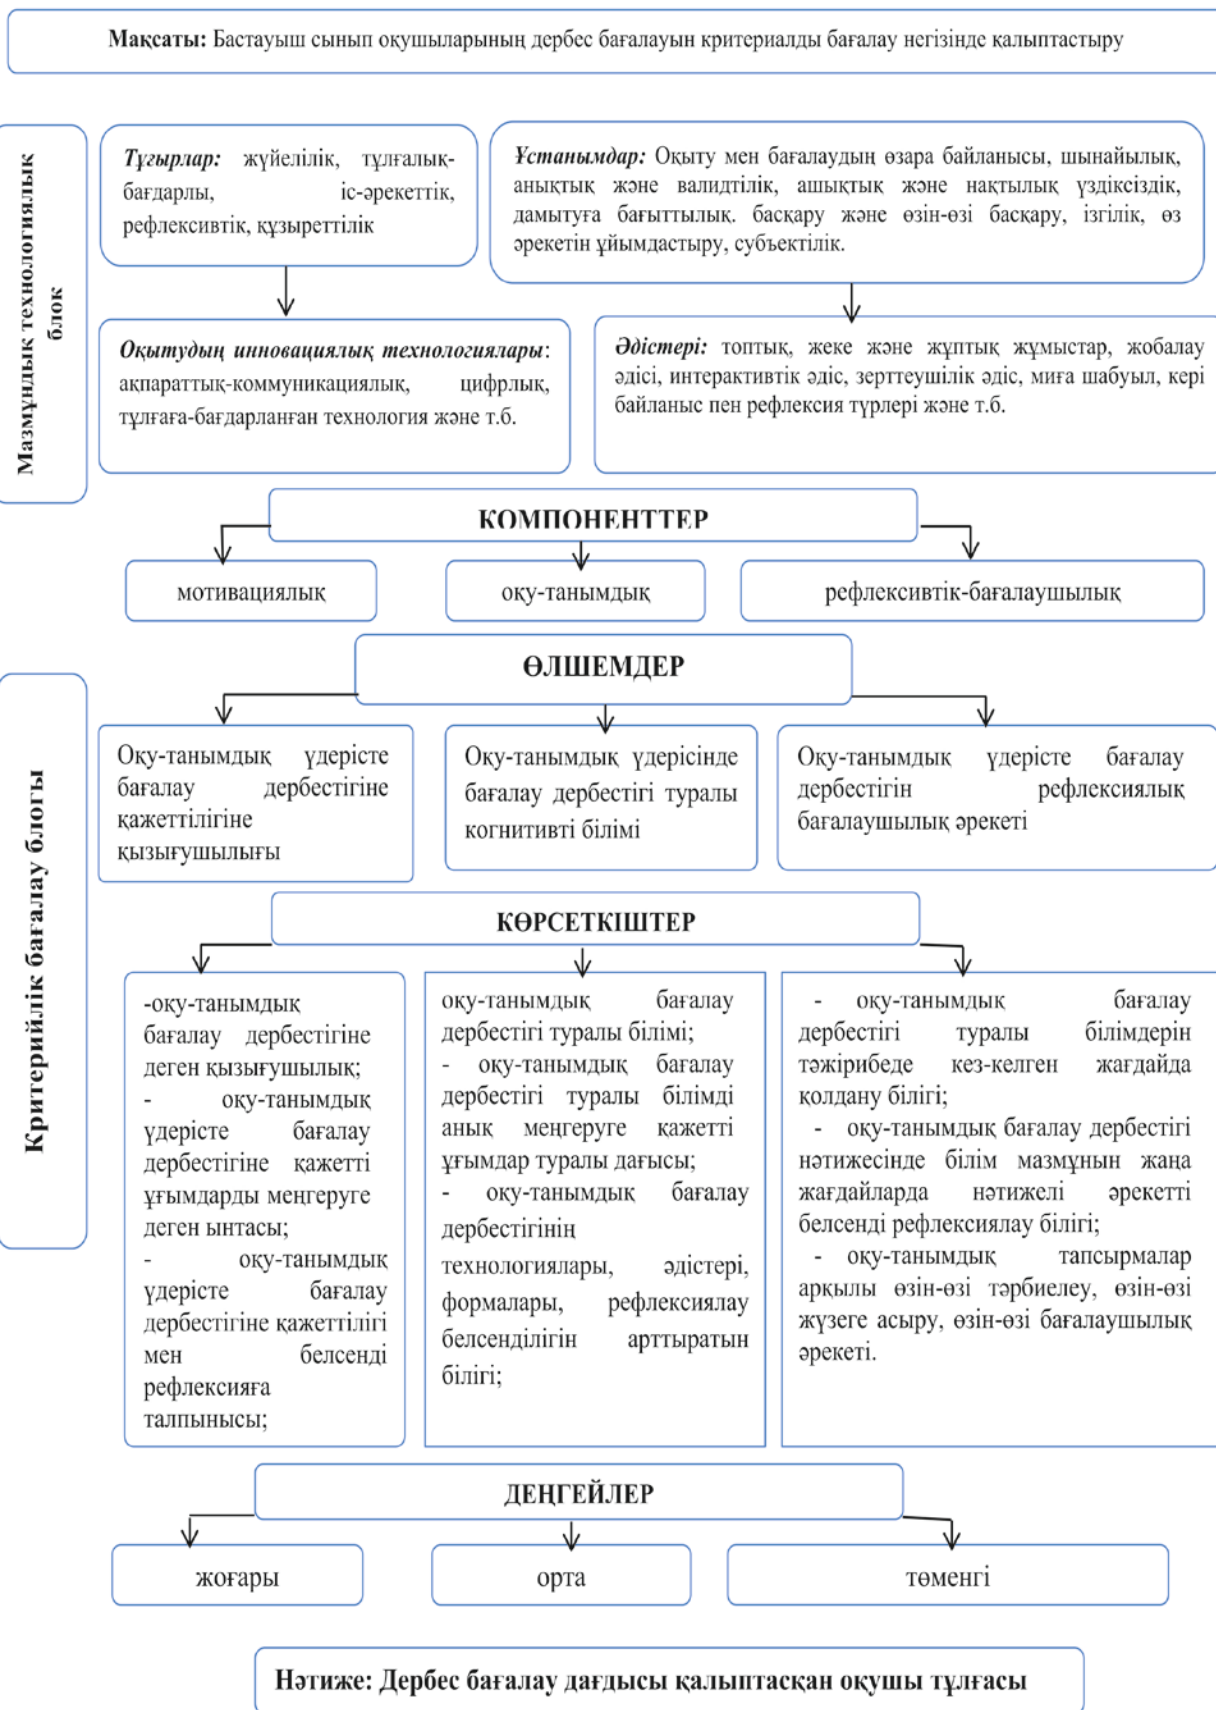 Мақсаты: Бастауыш сынып оқушыларының дербес бағалауын критериалды бағалау негізінде қалыптастыру
Мазмұндық технологиялық
блок
Тұғырлар: жүйелілік, тұлғалық-
бағдарлы, іс-әрекеттік,
рефлексивтік, құзыреттілік
Ұстанымдар: Оқыту мен бағалаудың өзара байланысы, шынайылық,
анықтық және валидтілік, ашықтық және нақтылық үздіксіздік,
дамытуға бағыттылық. басқару және өзін-өзі басқару, ізгілік, өз
әрекетін ұйымдастыру, субъектілік.
Оқытудың инновациялық технологиялары:
ақпараттық-коммуникациялық, цифрлық,
тұлғаға-бағдарланған технология және т.б.
Әдістері: топтық, жеке және жұптық жұмыстар, жобалау
әдісі, интерактивтік әдіс, зерттеушілік әдіс, миға шабуыл, кері
байланыс пен рефлексия түрлері және т.б.
КОМПОНЕНТТЕР
мотивациялық
оқу-танымдық
рефлексивтік-бағалаушылық
Критерийлік бағалау блогы
ӨЛШЕМДЕР
Оқу-танымдық үдерісте
бағалау дербестігіне
қажеттілігіне
қызығушылығы
Оқу-танымдық үдерісінде
бағалау дербестігі туралы
когнитивті білімі
Оқу-танымдық үдерісте бағалау
дербестігін рефлексиялық
бағалаушылық әрекеті
КӨРСЕТКІШТЕР
-оқу-танымдық
бағалау дербестігіне
деген қызығушылық;
- оқу-танымдық
үдерісте бағалау
дербестігіне қажетті
ұғымдарды меңгеруге
деген ынтасы;
- оқу-танымдық
үдерісте бағалау
дербестігіне қажеттілігі
мен белсенді
рефлексияға
талпынысы;
оқу-танымдық бағалау
дербестігі туралы білімі;
- оқу-танымдық бағалау
дербестігі туралы білімді
анық меңгеруге қажетті
ұғымдар туралы дағысы;
- оқу-танымдық бағалау
дербестігінің
технологиялары, әдістері,
формалары, рефлексиялау
белсенділігін арттыратын
білігі;
- оқу-танымдық бағалау
дербестігі туралы білімдерін
тәжірибеде кез-келген жағдайда
қолдану білігі;
- оқу-танымдық бағалау дербестігі
нәтижесінде білім мазмұнын жаңа
жағдайларда нәтижелі әрекетті
белсенді рефлексиялау білігі;
- оқу-танымдық тапсырмалар
арқылы өзін-өзі тәрбиелеу, өзін-өзі
жүзеге асыру, өзін-өзі бағалаушылық
әрекеті.
ДЕҢГЕЙЛЕР
жоғары
орта
төменгі
Нәтиже: Дербес бағалау дағдысы қалыптасқан оқушы тұлғасы